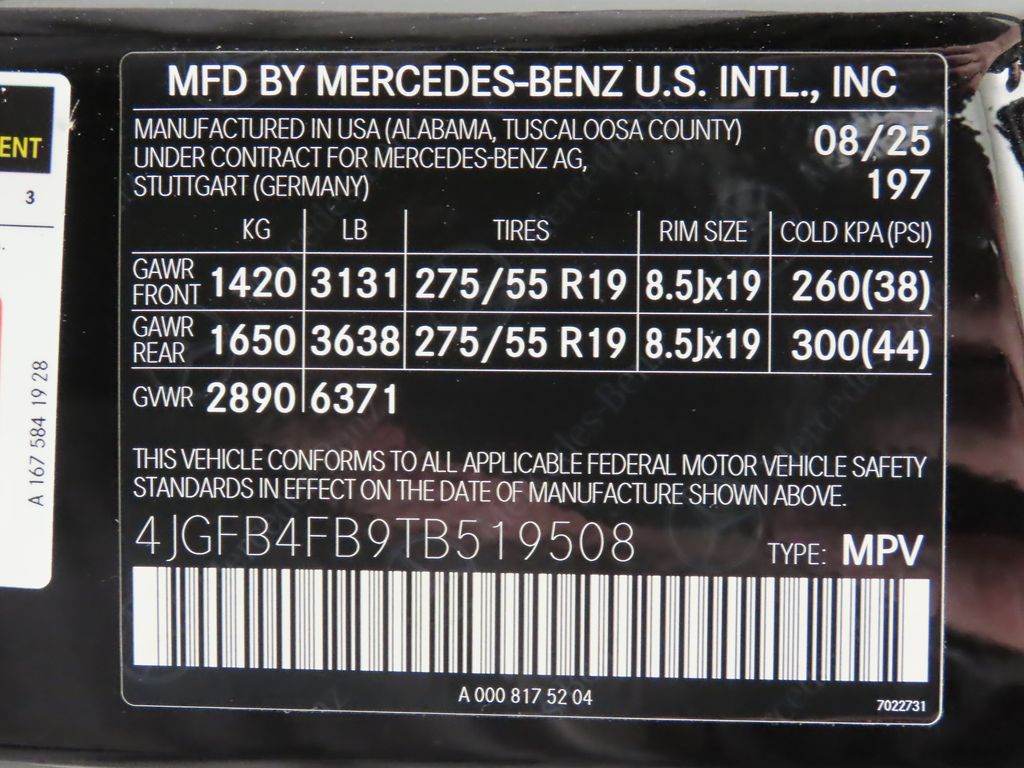 MFD BY MERCEDES-BENZ U.S. INTL., INC
MANUFACTURED IN USA (ALABAMA, TUSCALOOSA COUNTY) 08/25
UNDER CONTRACT FOR MERCEDES-BENZ AG,
STUTTGART (GERMANY) 197
KG LB TIRES RIM SIZE COLD KPA (PSI)
GAWR FRONT 1420 3131 275/55 R19 8.5Jx19 260(38)
GAWR REAR 1650 3638 275/55 R19 8.5Jx19 300(44)
GVWR 2890 6371
THIS VEHICLE CONFORMS TO ALL APPLICABLE FEDERAL MOTOR VEHICLE SAFETY
STANDARDS IN EFFECT ON THE DATE OF MANUFACTURE SHOWN ABOVE.
4JGFB4FB9TB519508 TYPE: MPV
A 000 817 52 04
7022731
ENT
3
A 167 584 19 28